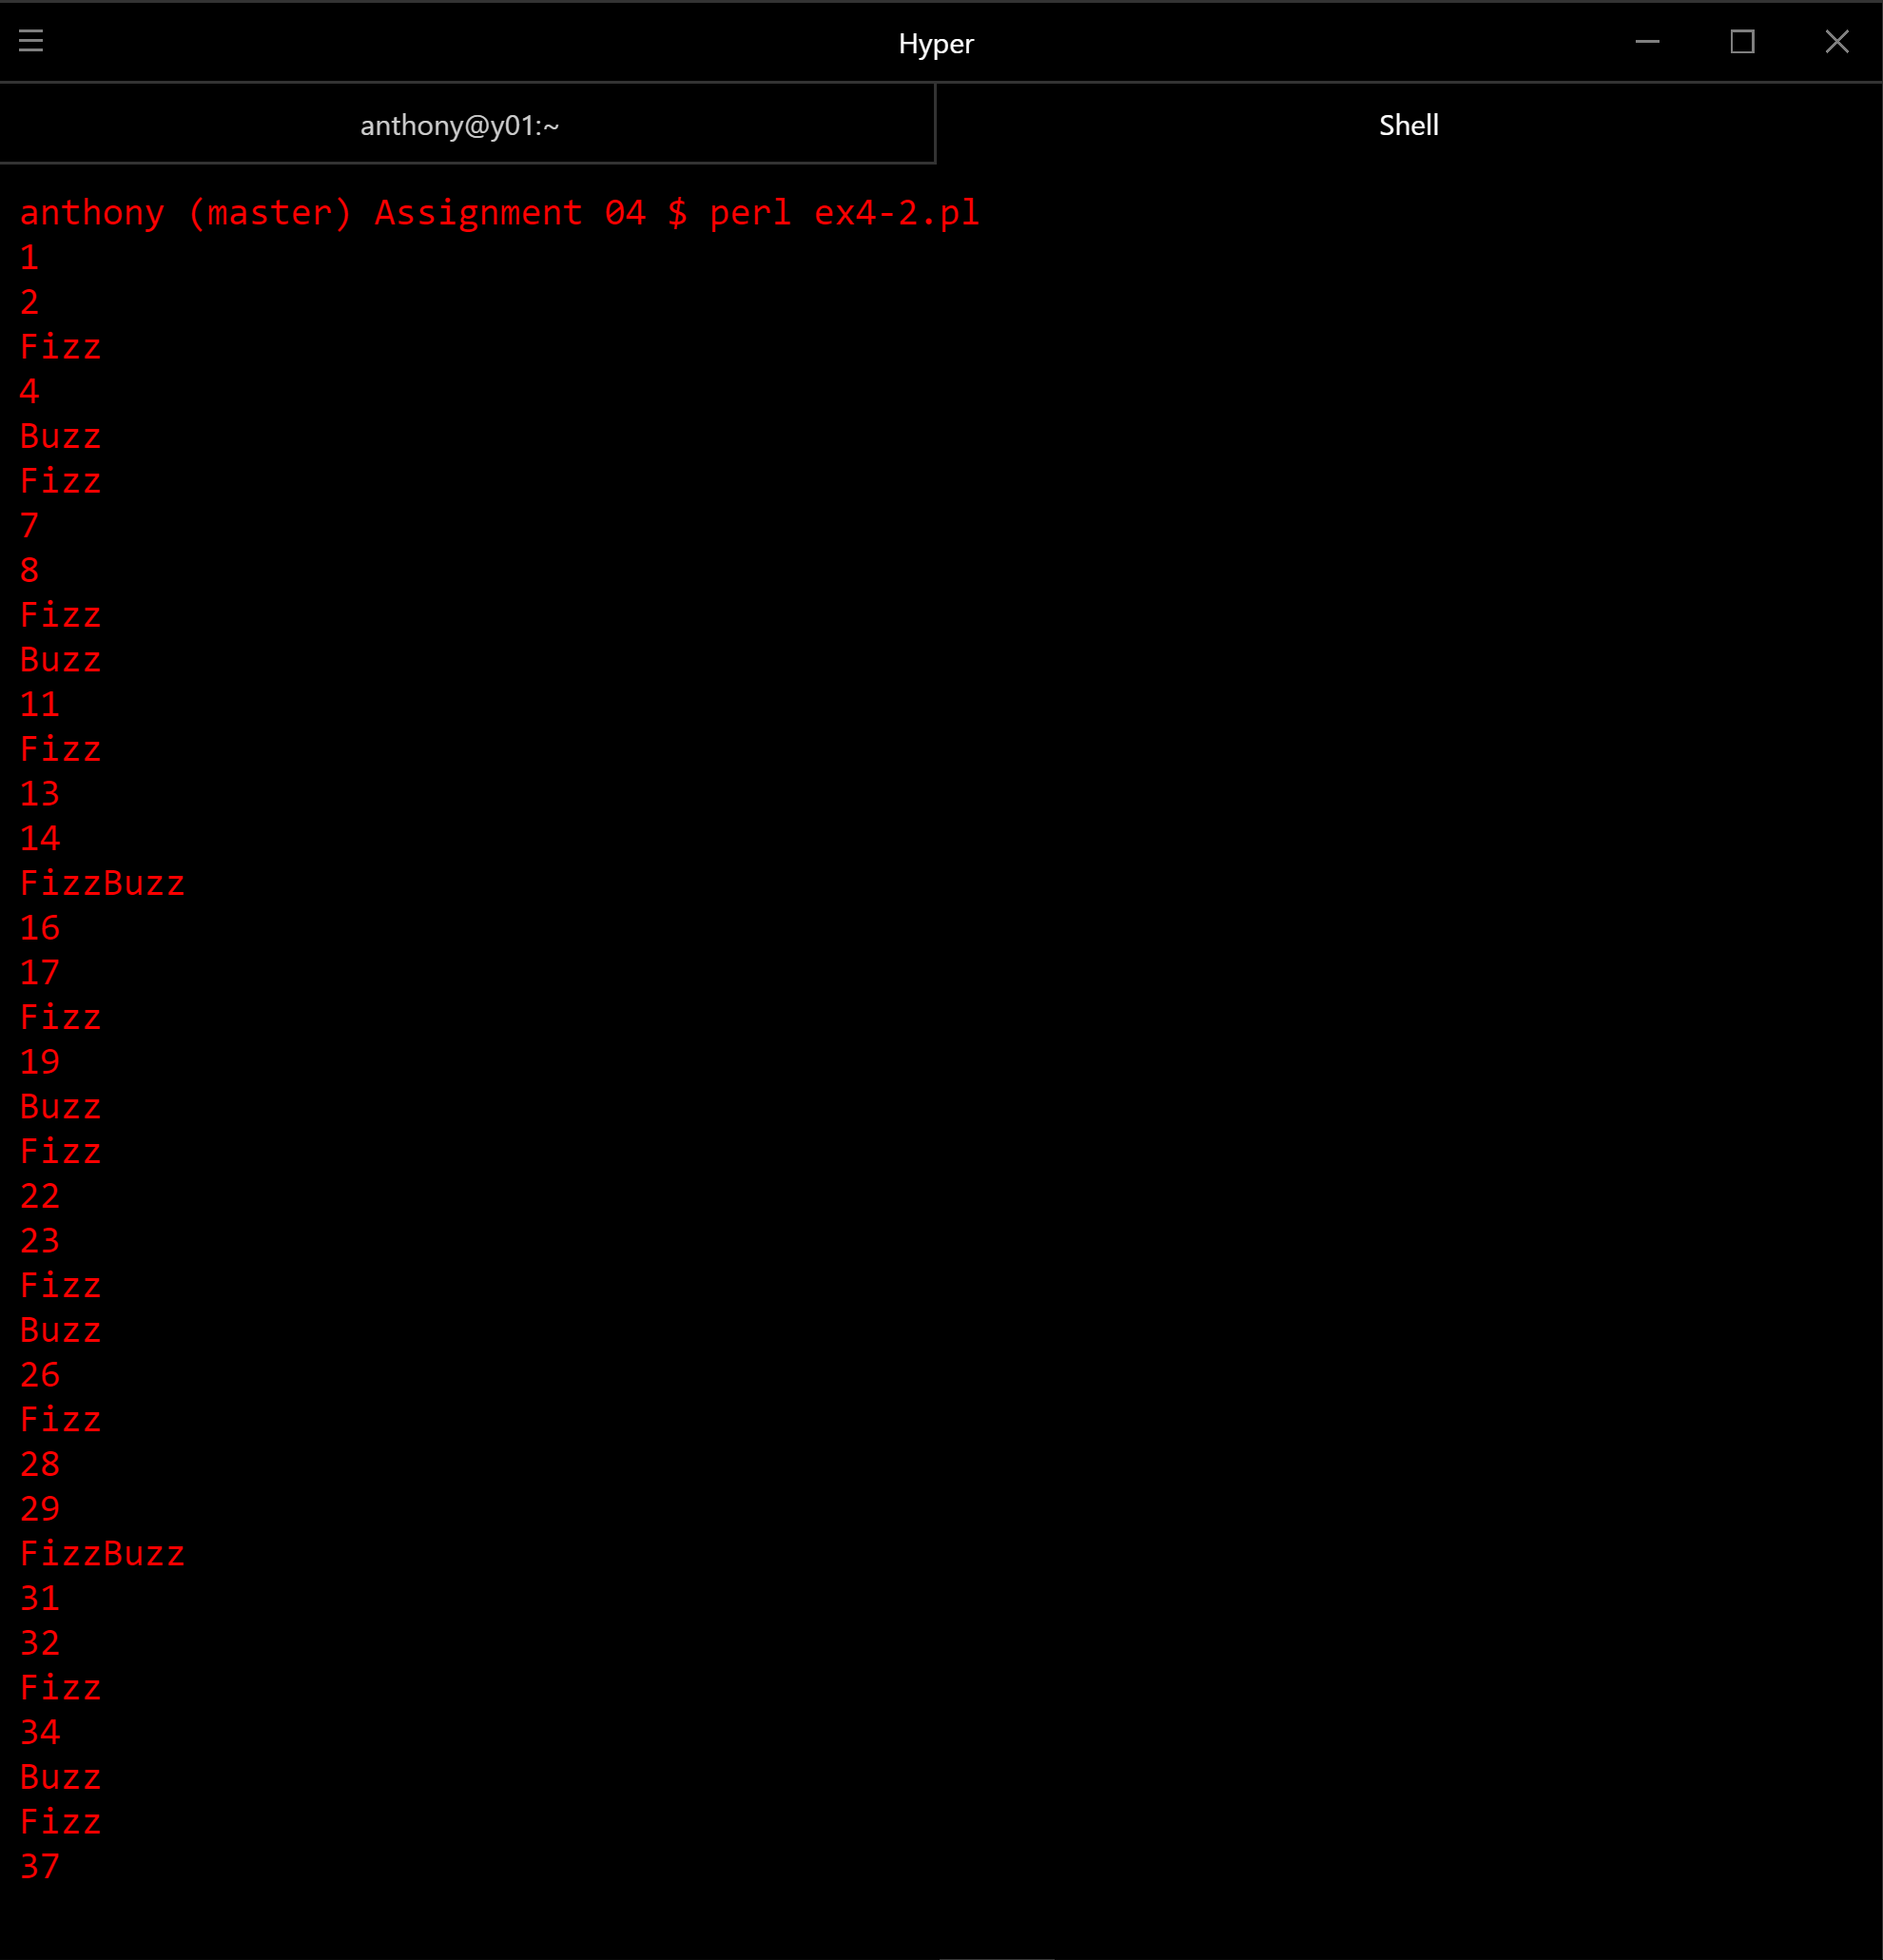 Hyper
anthony@y01:~
Shell
anthony (master) Assignment 04 $ perl ex4-2.pl
1
2
Fizz
4
Buzz
Fizz
7
8
Fizz
Buzz
11
Fizz
13
14
FizzBuzz
16
17
Fizz
19
Buzz
Fizz
22
23
Fizz
Buzz
26
Fizz
28
29
FizzBuzz
31
32
Fizz
34
Buzz
Fizz
37